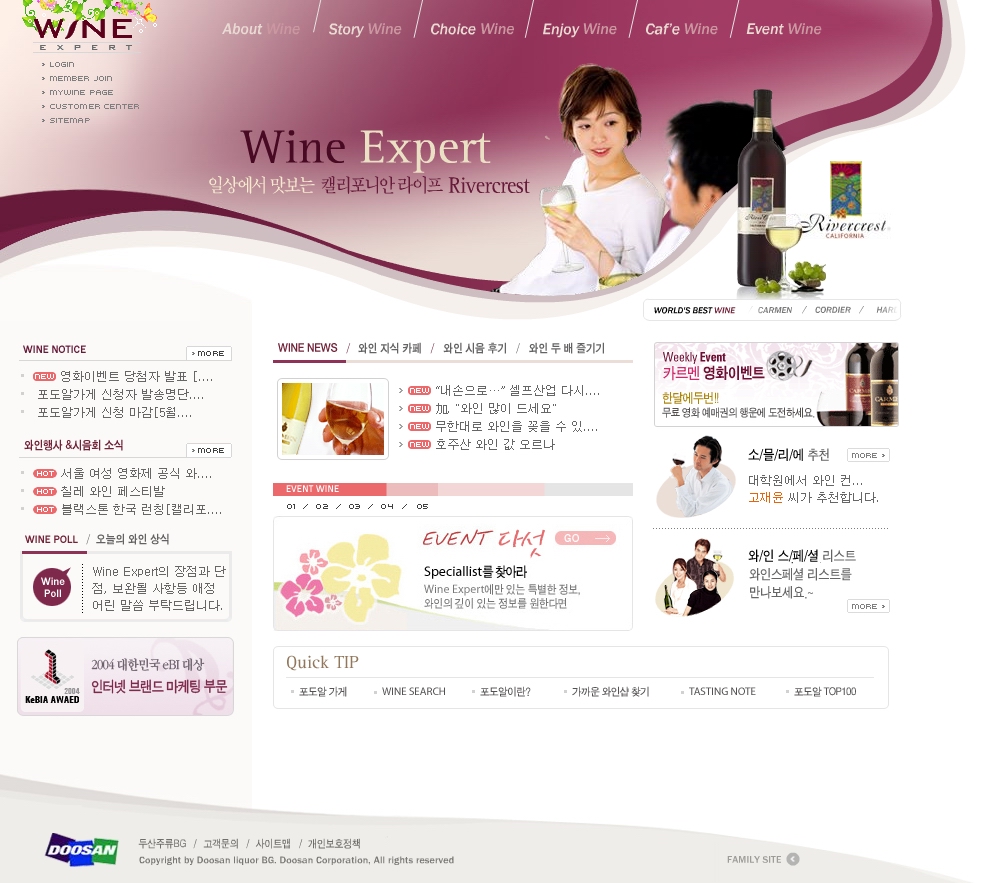 WINE
EXPERT
LOGIN
MEMBER JOIN
MYWINE PAGE
CUSTOMER CENTER
SITEMAP
About Wine / Story Wine / Choice Wine / Enjoy Wine / Caf'e Wine / Event Wine
Wine Expert
일상에서 맛보는 캘리포니안 라이프 Rivercrest
Rivercrest
CALIFORNIA
WORLD'S BEST WINE CARMEN / CORDIER / HAR
WINE NOTICE
MORE
NEW 영화이벤트 당첨자 발표 [....
포도알가게 신청자 발송명단....
포도알가게 신청 마감[5월....
와인행사 &시음회 소식
MORE
HOT 서울 여성 영화제 공식 와....
HOT 칠레 와인 페스티발
HOT 블랙스톤 한국 런칭[캘리포....
WINE POLL / 오늘의 와인 상식
Wine Poll
Wine Expert의 장점과 단
점, 보완될 사항등 애정
어린 말씀 부탁드립니다.
2004
KeBIA AWAED
2004 대한민국 eBI 대상
인터넷 브랜드 마케팅 부문
WINE NEWS / 와인 지식 카페 / 와인 시음 후기 / 와인 두 배 즐기기
NEW "내손으로…" 셀프산업 다시....
NEW 加, "와인 많이 드세요"
NEW 무한대로 와인을 꽂을 수 있....
NEW 호주산 와인 값 오르나
EVENT WINE
01 / 02 / 03 / 04 / 05
EVENT 다섯 GO
Speciallist를 찾아라
Wine Expert에만 있는 특별한 정보,
와인의 깊이 있는 정보를 원한다면
Weekly Event
카르멘 영화이벤트
한달에두번!!
무료 영화 예매권의 행운에 도전하세요.
소/믈/리/에 추천 MORE
대학원에서 와인 컨...
고재윤 씨가 추천합니다.
와/인 스/페/셜 리스트
와인스페셜 리스트를
만나보세요.~
MORE
Quick TIP
포도알 가게 WINE SEARCH 포도알이란? 가까운 와인샵 찾기 TASTING NOTE 포도알 TOP100
DOOSAN
두산주류BG / 고객문의 / 사이트맵 / 개인보호정책
Copyright by Doosan liquor BG. Doosan Corporation. All rights reserved
FAMILY SITE